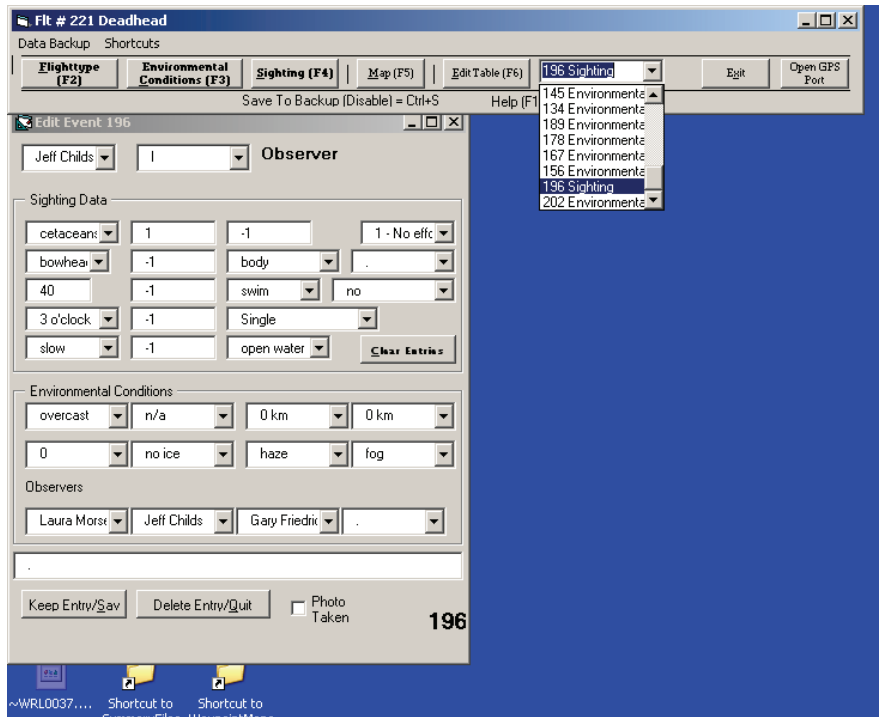 Flt # 221 Deadhead
Data Backup Shortcuts
Flighttype (F2) Environmental Conditions (F3) Sighting (F4) Map (F5) Edit Table (F6) 196 Sighting Exit Open GPS Port
Save To Backup (Disable) = Ctrl+S Help (F1
145 Environmenta
134 Environmenta
189 Environmenta
178 Environmenta
167 Environmenta
156 Environmenta
196 Sighting
202 Environmenta
Edit Event 196
Jeff Childs I Observer
Sighting Data
cetaceans 1 -1 1 - No effc
bowhea -1 body .
40 -1 swim no
3 o'clock -1 Single
slow -1 open water Clear Entries
Environmental Conditions
overcast n/a 0 km 0 km
0 no ice haze fog
Observers
Laura Morse Jeff Childs Gary Friedric .
.
Keep Entry/Sav Delete Entry/Quit Photo Taken
196
~WRL0037.... Shortcut to Shortcut to